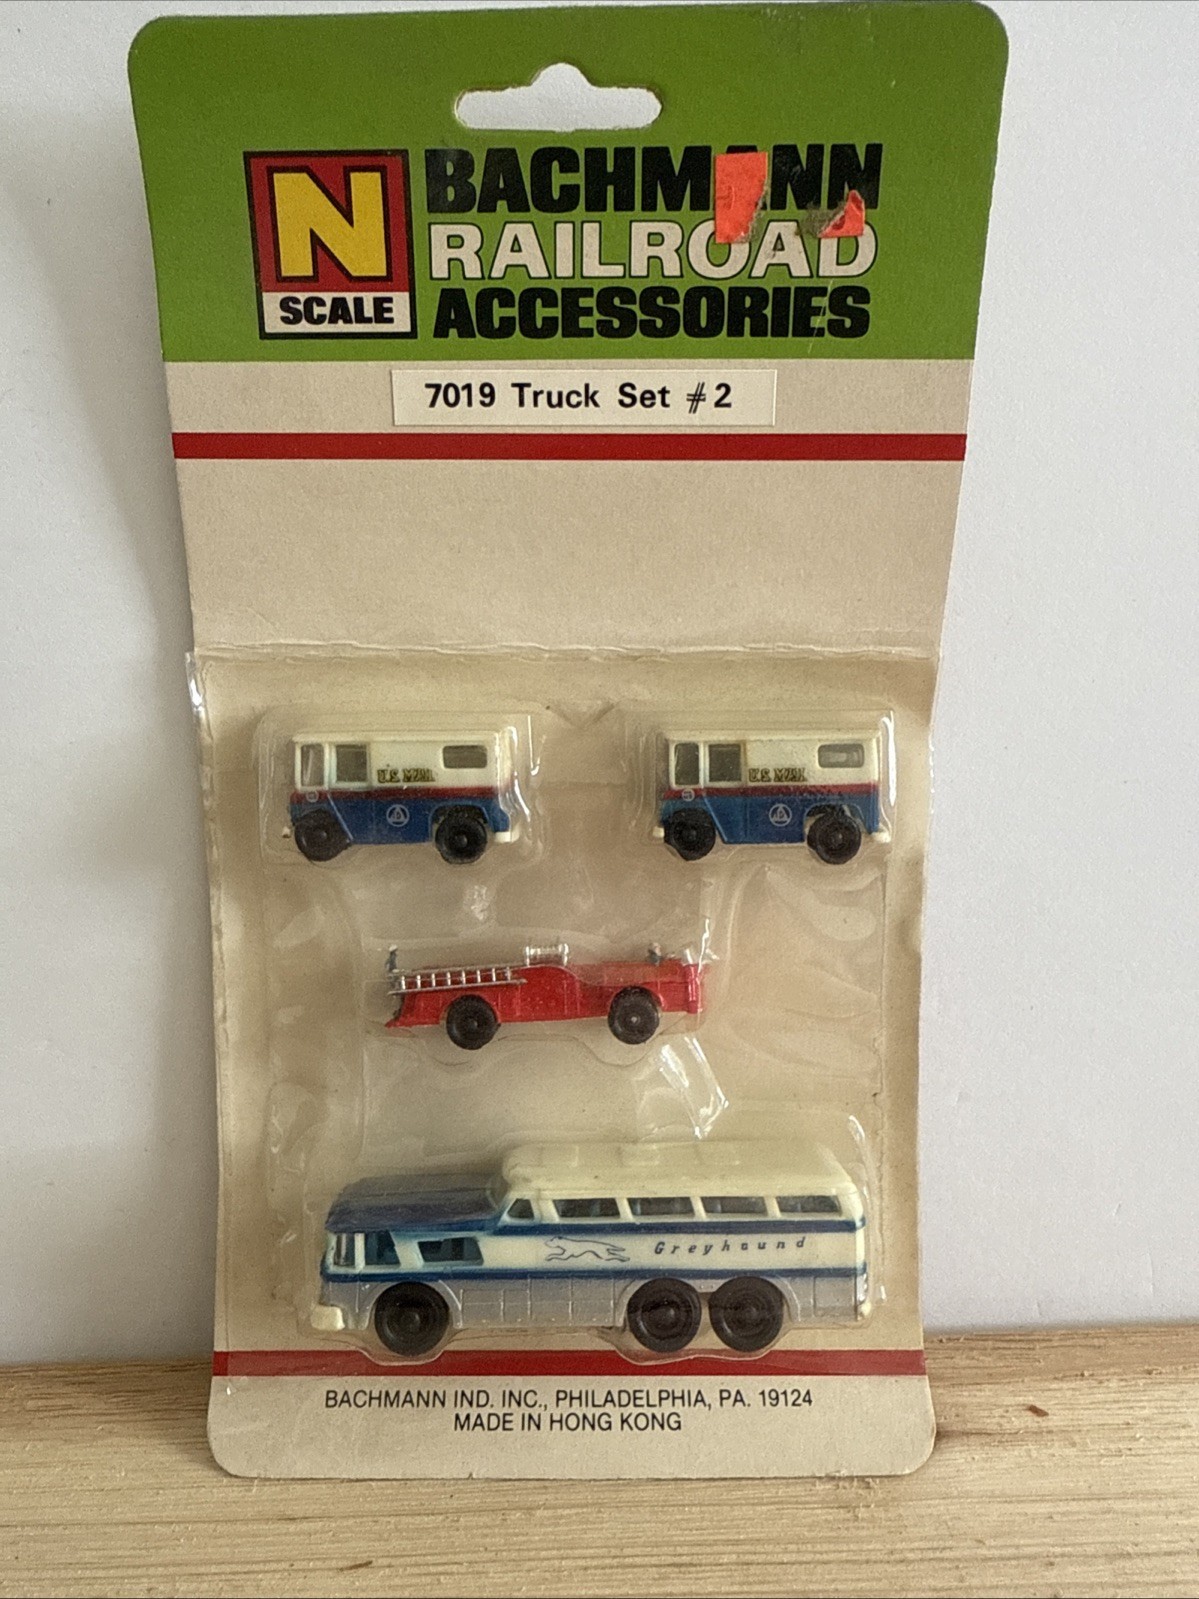 N
SCALE
BACHMANN
RAILROAD
ACCESSORIES
7019 Truck Set #2
U.S. MAIL
U.S. MAIL
Greyhound
BACHMANN IND. INC., PHILADELPHIA, PA. 19124
MADE IN HONG KONG